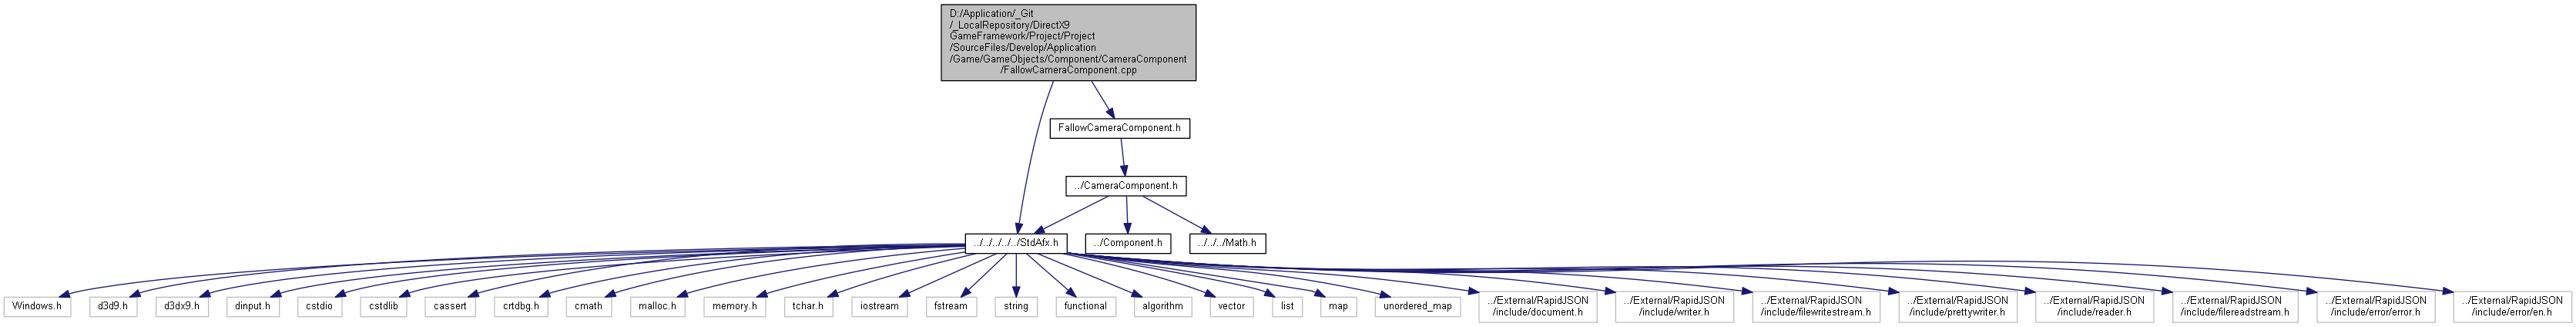 D:/Application/_Git
/_LocalRepository/DirectX9
GameFramework/Project/Project
/SourceFiles/Develop/Application
/Game/GameObjects/Component/CameraComponent
/FallowCameraComponent.cpp
FallowCameraComponent.h
../CameraComponent.h
../../../../../StdAfx.h
../Component.h
../../../Math.h
Windows.h
d3d9.h
d3dx9.h
dinput.h
cstdio
cstdlib
cassert
crtdbg.h
cmath
malloc.h
memory.h
tchar.h
iostream
fstream
string
functional
algorithm
vector
list
map
unordered_map
../External/RapidJSON
/include/document.h
../External/RapidJSON
/include/writer.h
../External/RapidJSON
/include/filewritestream.h
../External/RapidJSON
/include/prettywriter.h
../External/RapidJSON
/include/reader.h
../External/RapidJSON
/include/filereadstream.h
../External/RapidJSON
/include/error/error.h
../External/RapidJSON
/include/error/en.h